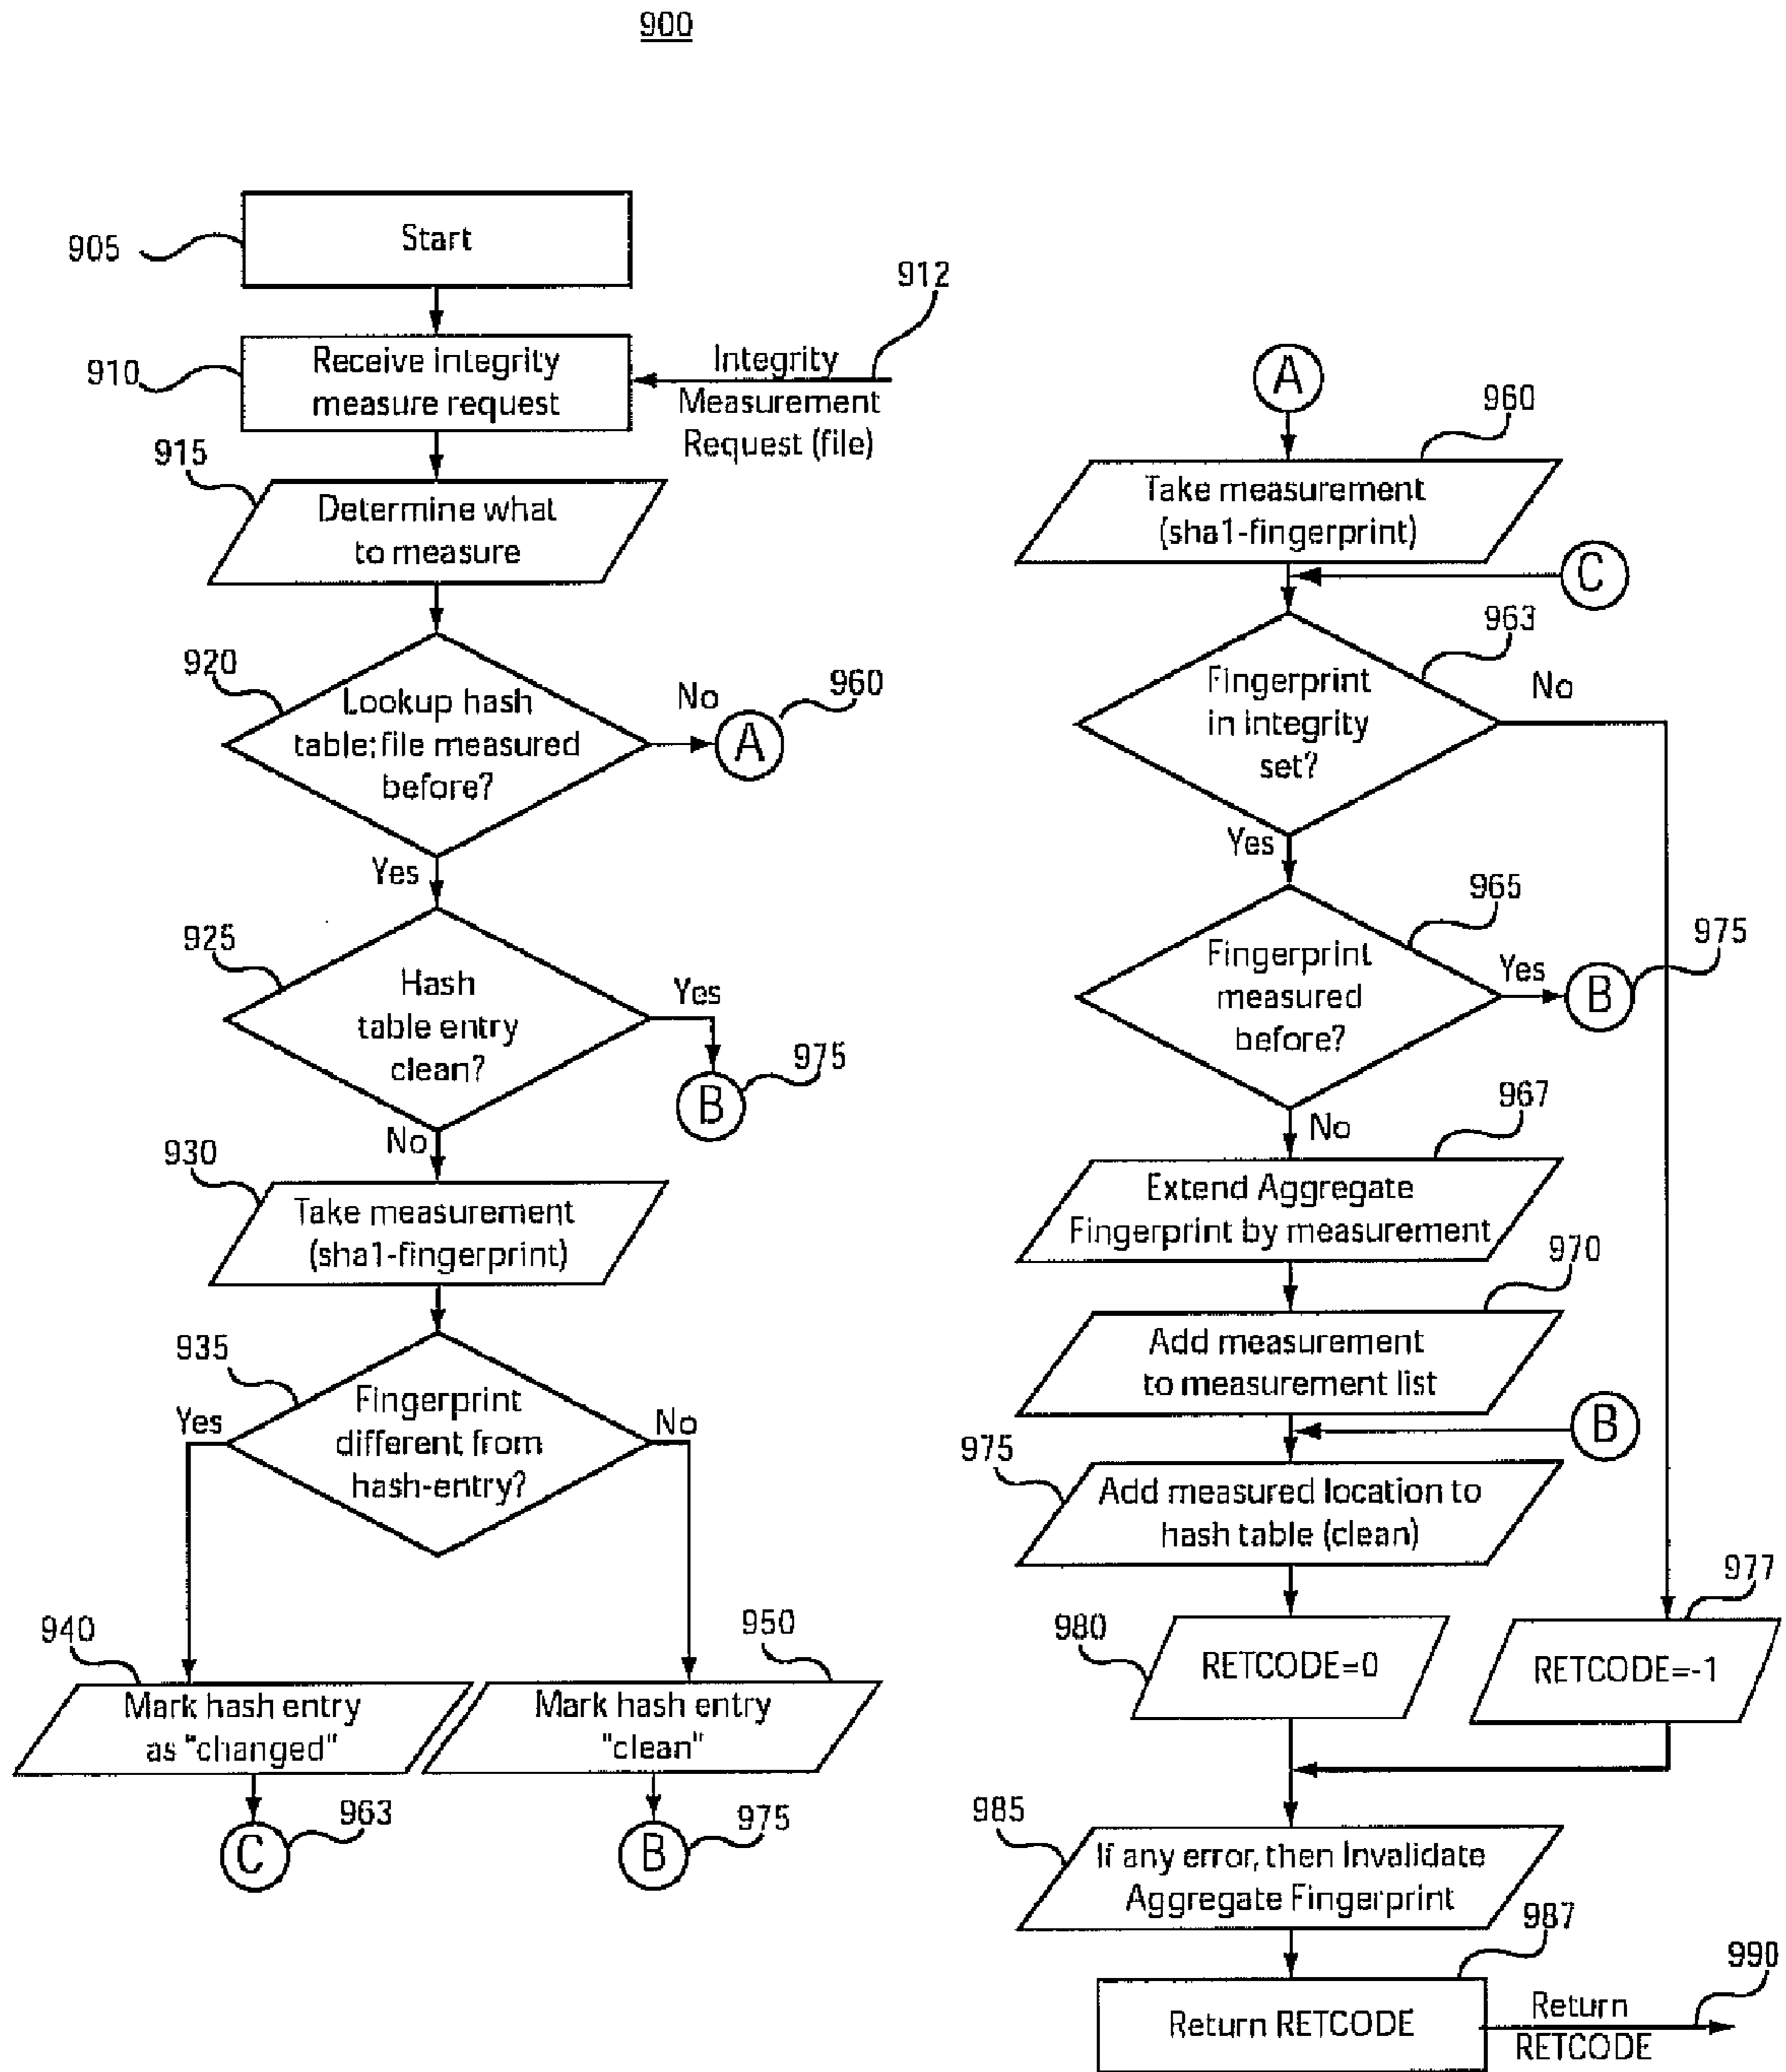 900
Start
905
912
Receive integrity
measure request
910
Integrity
Measurement
Request (file)
915
Determine what
to measure
920
Lookup hash
table; file measured
before?
No
960
A
Yes
925
Hash
table entry
clean?
Yes
975
B
No
930
Take measurement
(sha1-fingerprint)
935
Fingerprint
different from
hash-entry?
Yes
No
940
Mark hash entry
as "changed"
950
Mark hash entry
"clean"
963
C
975
B
A
960
Take measurement
(sha1-fingerprint)
C
963
Fingerprint
in integrity
set?
No
Yes
965
Fingerprint
measured
before?
Yes
975
B
No
967
Extend Aggregate
Fingerprint by measurement
970
Add measurement
to measurement list
B
975
Add measured location to
hash table (clean)
977
980
RETCODE=0
RETCODE=-1
985
If any error, then Invalidate
Aggregate Fingerprint
987
Return RETCODE
990
Return
RETCODE